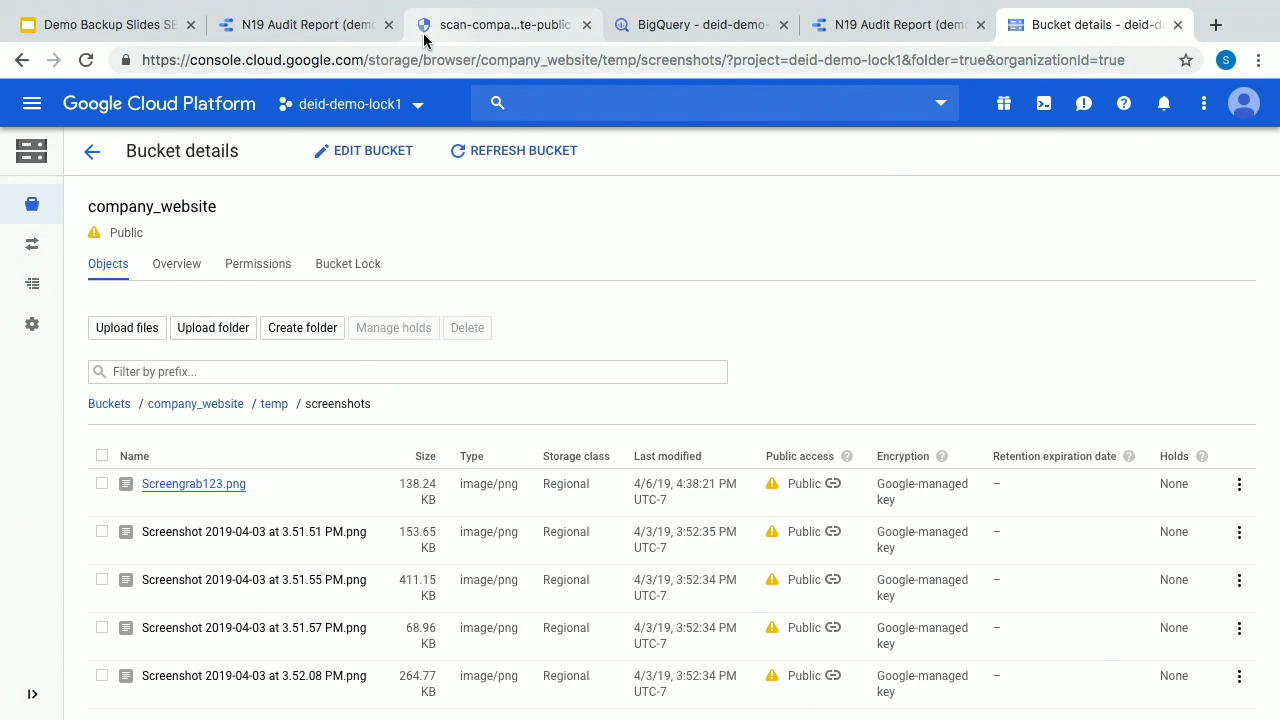 Demo Backup Slides SE
N19 Audit Report (demo
scan-compa...te-public
BigQuery - deid-demo-
N19 Audit Report (demo
Bucket details - deid-d
https://console.cloud.google.com/storage/browser/company_website/temp/screenshots/?project=deid-demo-lock1&folder=true&organizationId=true
S
Google Cloud Platform
deid-demo-lock1
Bucket details
EDIT BUCKET
REFRESH BUCKET
company_website
Public
Objects Overview Permissions Bucket Lock
Upload files Upload folder Create folder Manage holds Delete
Filter by prefix...
Buckets / company_website / temp / screenshots
Name Size Type Storage class Last modified Public access Encryption Retention expiration date Holds
Screengrab123.png 138.24 KB image/png Regional 4/6/19, 4:38:21 PM UTC-7 Public Google-managed key – None
Screenshot 2019-04-03 at 3.51.51 PM.png 153.65 KB image/png Regional 4/3/19, 3:52:35 PM UTC-7 Public Google-managed key – None
Screenshot 2019-04-03 at 3.51.55 PM.png 411.15 KB image/png Regional 4/3/19, 3:52:34 PM UTC-7 Public Google-managed key – None
Screenshot 2019-04-03 at 3.51.57 PM.png 68.96 KB image/png Regional 4/3/19, 3:52:34 PM UTC-7 Public Google-managed key – None
Screenshot 2019-04-03 at 3.52.08 PM.png 264.77 KB image/png Regional 4/3/19, 3:52:34 PM UTC-7 Public Google-managed key – None